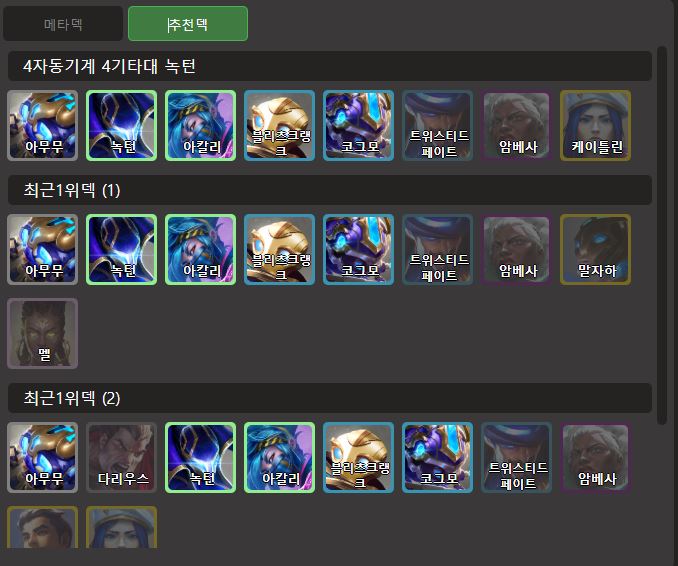 메타덱
추천덱
4자동기계 4기타대 녹턴
아무무
녹턴
아칼리
블리츠크랭
크
코그모
트위스티드
페이트
암베사
케이틀린
최근1위덱 (1)
아무무
녹턴
아칼리
블리츠크랭
크
코그모
트위스티드
페이트
암베사
말자하
멜
최근1위덱 (2)
아무무
다리우스
녹턴
아칼리
블리츠크랭
크
코그모
트위스티드
페이트
암베사